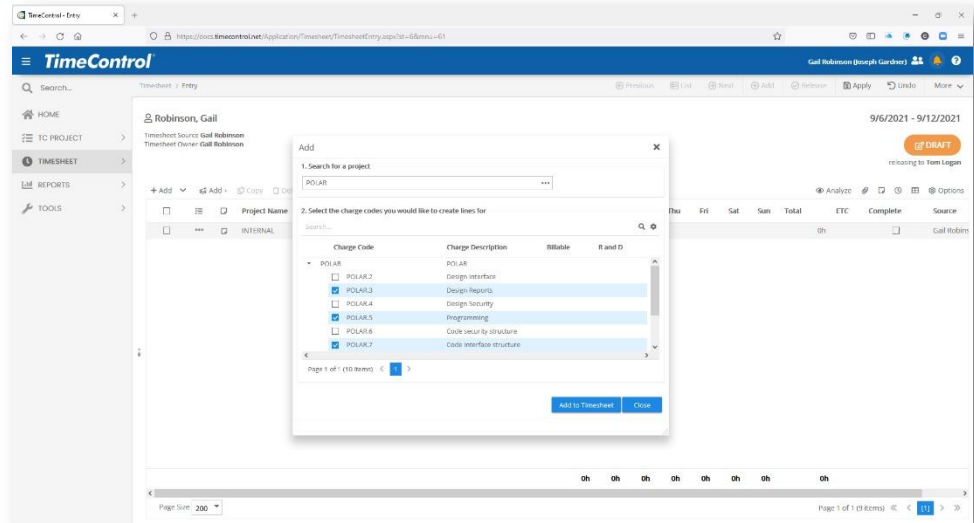 TimeControl - Entry
https://docs.timecontrol.net/Application/Timesheet/TimesheetEntry.aspx?st=6&mnu=61
TimeControl
Gail Robinson (Joseph Gardner)
Search...
Timesheet > Entry
Previous List Next Add Release Apply Undo More
HOME
TC PROJECT
TIMESHEET
REPORTS
TOOLS
Robinson, Gail
9/6/2021 - 9/12/2021
Timesheet Source Gail Robinson
Timesheet Owner Gail Robinson
DRAFT
releasing to Tom Logan
+ Add Add Copy Analyze Options
Project Name Thu Fri Sat Sun Total ETC Complete Source
INTERNAL 0h Gail Robins
Add
1. Search for a project
POLAR
2. Select the charge codes you would like to create lines for
Search...
Charge Code Charge Description Billable R and D
POLAR POLAR
POLAR.2 Design Interface
POLAR.3 Design Reports
POLAR.4 Design Security
POLAR.5 Programming
POLAR.6 Code security structure
POLAR.7 Code interface structure
Page 1 of 1 (10 items) < 1 >
Add to Timesheet Close
0h 0h 0h 0h 0h 0h 0h 0h
Page Size 200
Page 1 of 1 (9 items) [1]